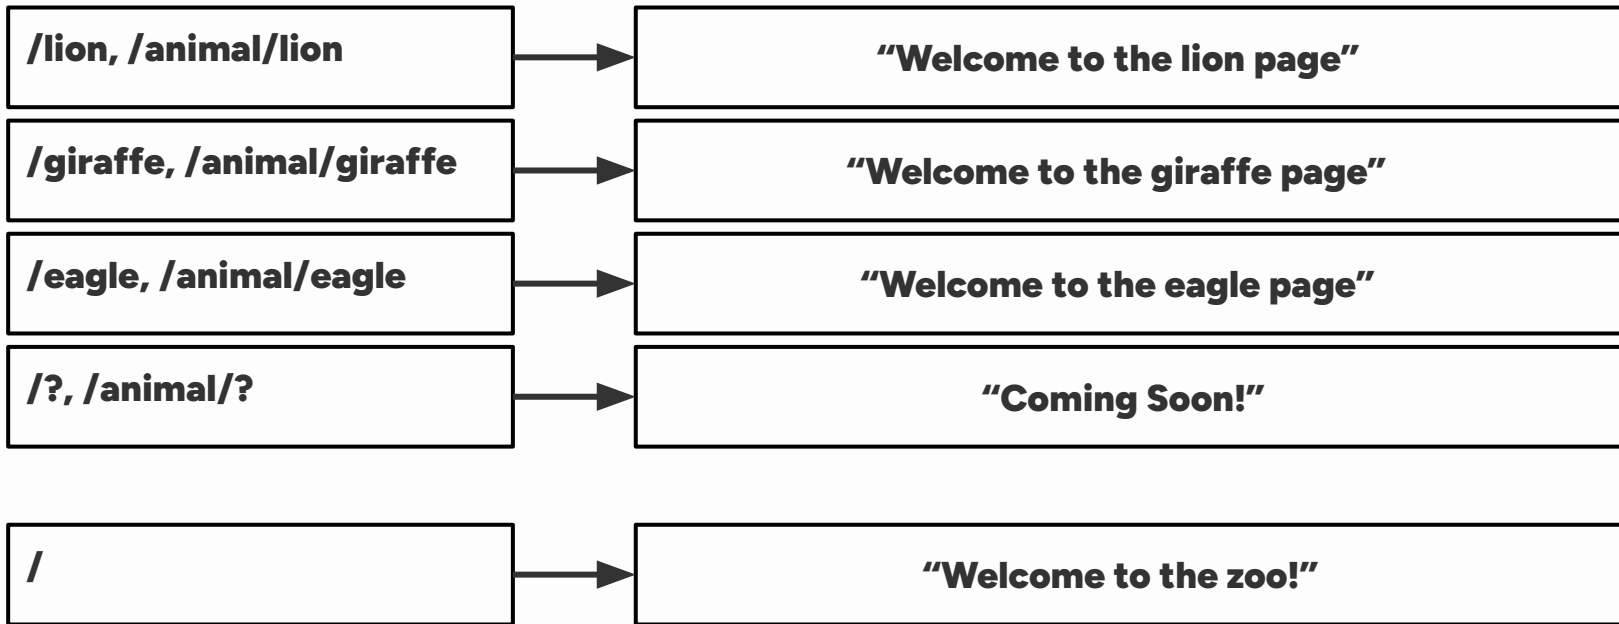 /lion, /animal/lion
“Welcome to the lion page”
/giraffe, /animal/giraffe
“Welcome to the giraffe page”
/eagle, /animal/eagle
“Welcome to the eagle page”
/?, /animal/?
“Coming Soon!”
/
“Welcome to the zoo!”